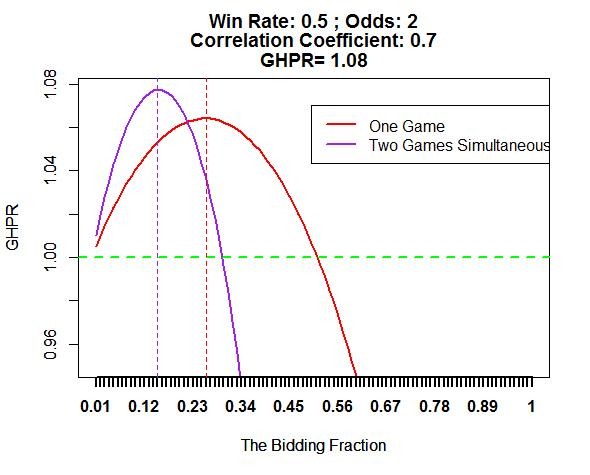 Win Rate: 0.5 ; Odds: 2
Correlation Coefficient: 0.7
GHPR= 1.08
One Game
Two Games Simultaneous
GHPR
1.08
1.04
1.00
0.96
0.01 0.12 0.23 0.34 0.45 0.56 0.67 0.78 0.89 1
The Bidding Fraction